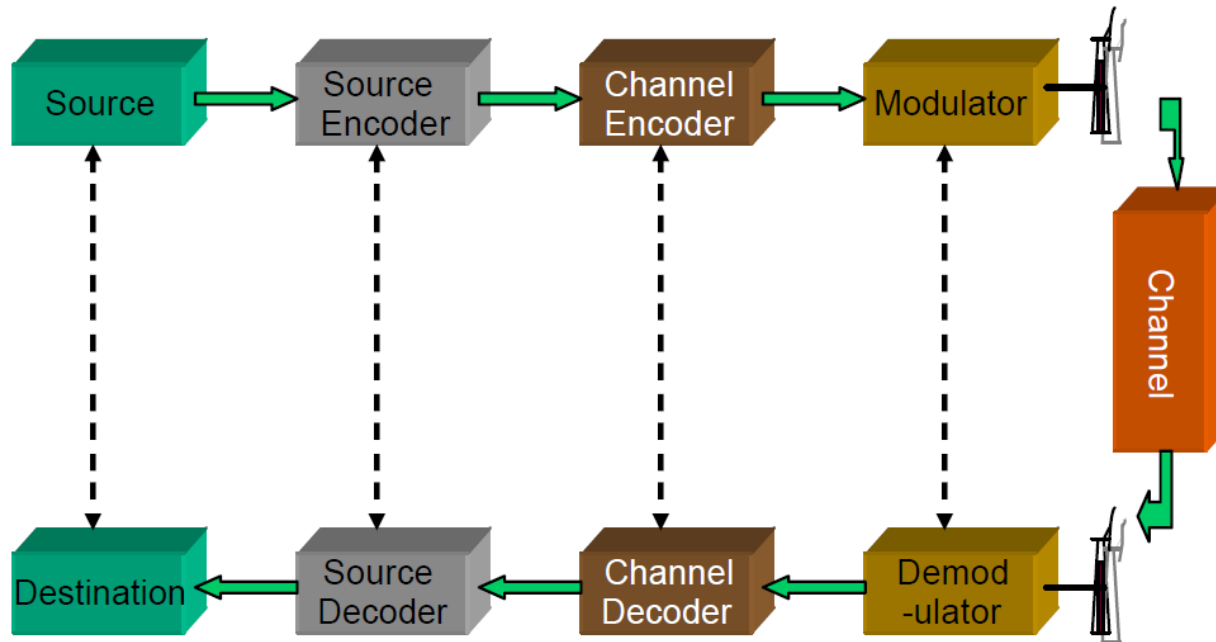 Source
Source
Encoder
Channel
Encoder
Modulator
Channel
Destination
Source
Decoder
Channel
Decoder
Demod
-ulator